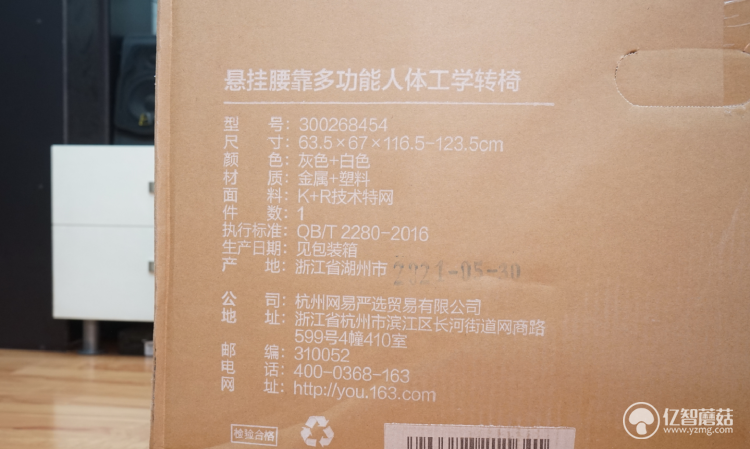 悬挂腰靠多功能人体工学转椅
型 号：300268454
尺 寸：63.5×67×116.5-123.5cm
颜 色：灰色+白色
材 质：金属+塑料
面 料：K+R技术特网
件 数：1
执行标准：QB/T 2280-2016
生产日期：见包装箱
产 地：浙江省湖州市 2021-05-30
公 司：杭州网易严选贸易有限公司
地 址：浙江省杭州市滨江区长河街道网商路
599号4幢410室
邮 编：310052
电 话：400-0368-163
网 址：http://you.163.com
检验合格
亿智蘑菇
www.yzmg.com